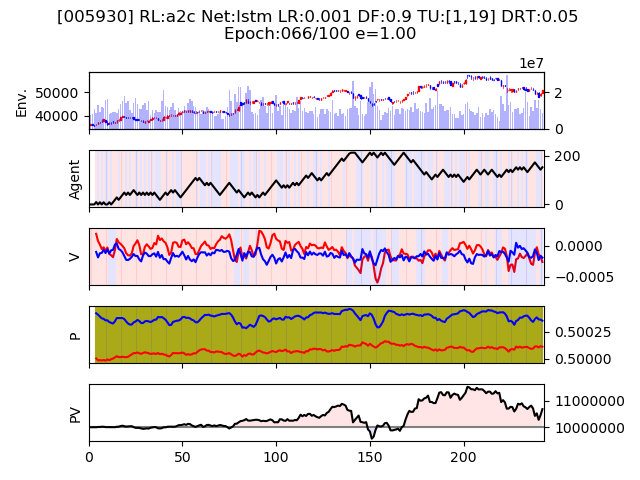 [005930] RL:a2c Net:lstm LR:0.001 DF:0.9 TU:[1,19] DRT:0.05
Epoch:066/100 e=1.00
1e7
Env.
50000
40000
2
0
Agent
200
0
V
0.0000
−0.0005
P
0.50025
0.50000
PV
11000000
10000000
0 50 100 150 200